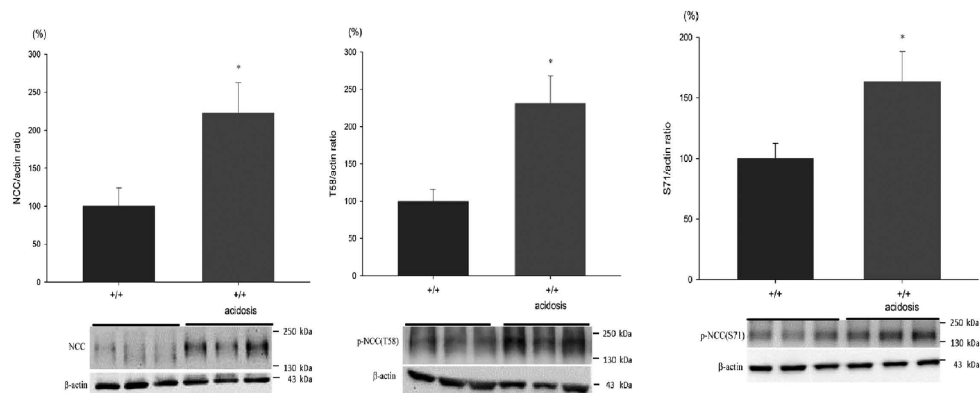 (%)
300
250
200
150
100
50
0
NCC/actin ratio
*
+/+
+/+
acidosis
NCC
β-actin
250 kDa
130 kDa
43 kDa
(%)
300
250
200
150
100
50
0
T58/actin ratio
*
+/+
+/+
acidosis
p-NCC(T58)
β-actin
250 kDa
130 kDa
43 kDa
(%)
200
150
100
50
0
S71/actin ratio
*
+/+
+/+
acidosis
p-NCC(S71)
β-actin
250 kDa
130 kDa
43 kDa